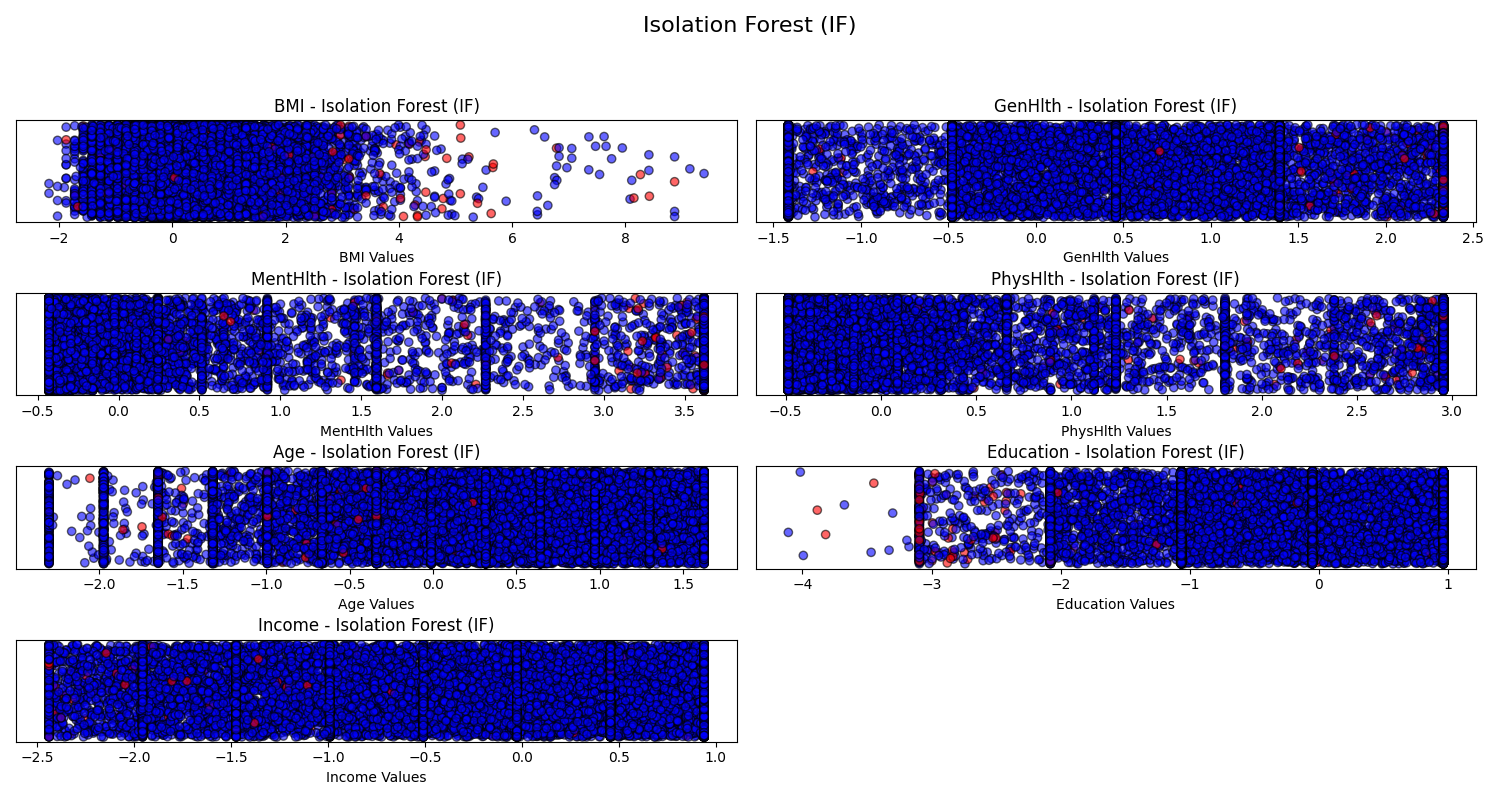 Isolation Forest (IF)
BMI - Isolation Forest (IF)
−2 0 2 4 6 8
BMI Values
GenHlth - Isolation Forest (IF)
−1.5 −1.0 −0.5 0.0 0.5 1.0 1.5 2.0 2.5
GenHlth Values
MentHlth - Isolation Forest (IF)
−0.5 0.0 0.5 1.0 1.5 2.0 2.5 3.0 3.5
MentHlth Values
PhysHlth - Isolation Forest (IF)
−0.5 0.0 0.5 1.0 1.5 2.0 2.5 3.0
PhysHlth Values
Age - Isolation Forest (IF)
−2.0 −1.5 −1.0 −0.5 0.0 0.5 1.0 1.5
Age Values
Education - Isolation Forest (IF)
−4 −3 −2 −1 0 1
Education Values
Income - Isolation Forest (IF)
−2.5 −2.0 −1.5 −1.0 −0.5 0.0 0.5 1.0
Income Values